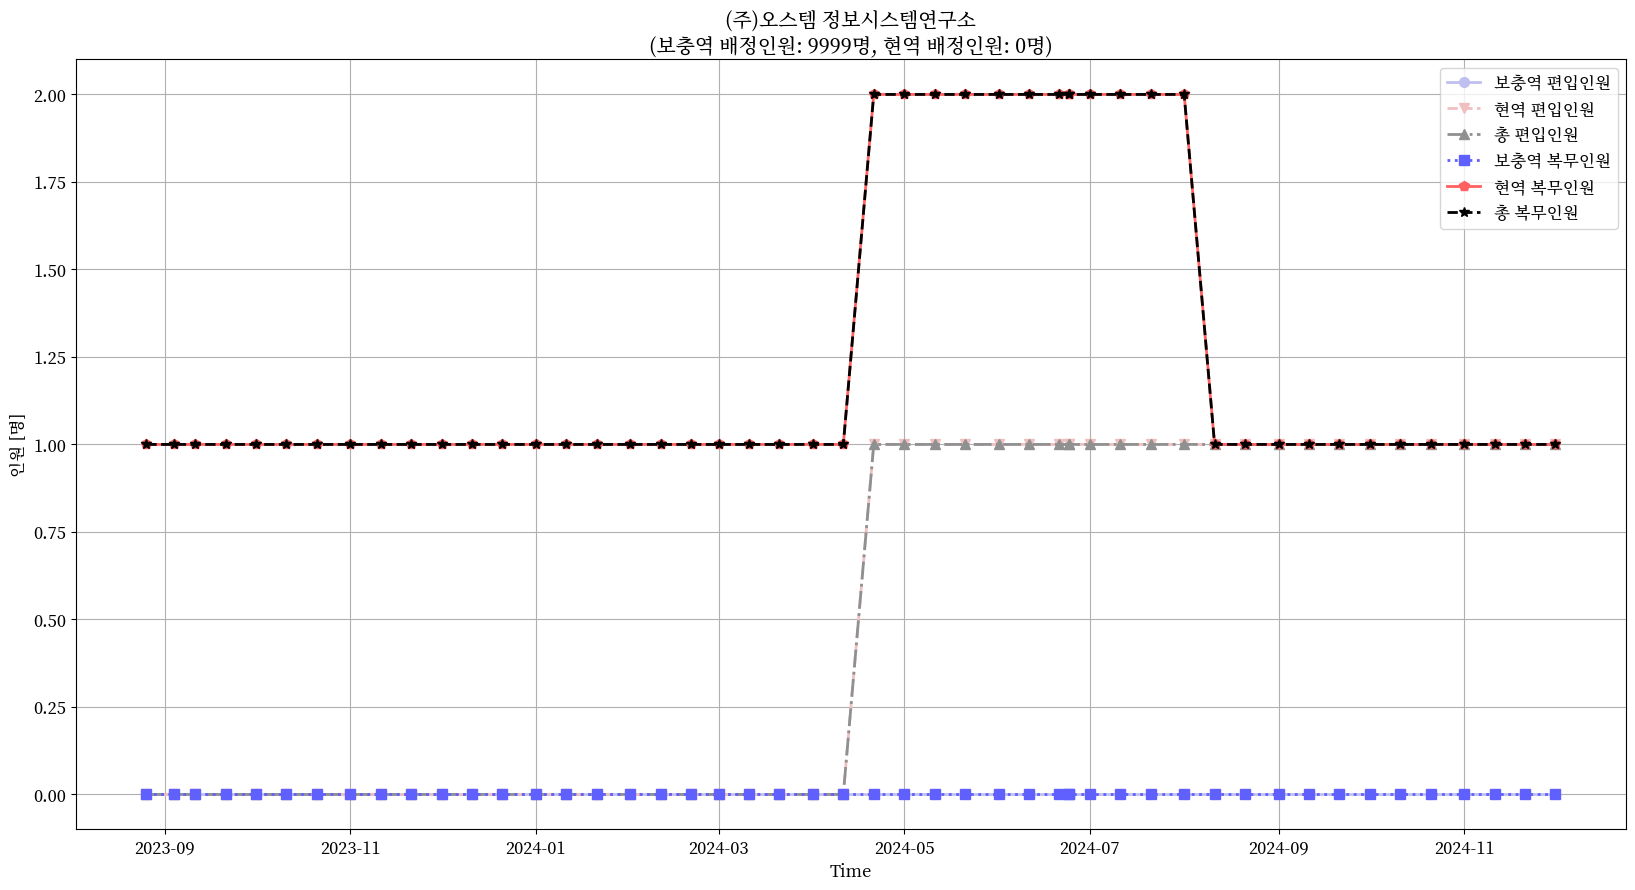 (주)오스템 정보시스템연구소
(보충역 배정인원: 9999명, 현역 배정인원: 0명)
보충역 편입인원
현역 편입인원
총 편입인원
보충역 복무인원
현역 복무인원
총 복무인원
인원 [명]
2.00
1.75
1.50
1.25
1.00
0.75
0.50
0.25
0.00
2023-09
2023-11
2024-01
2024-03
2024-05
2024-07
2024-09
2024-11
Time